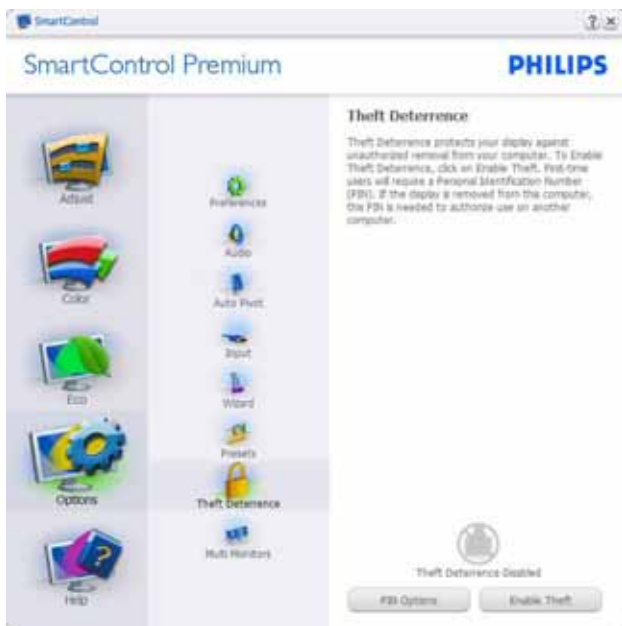 SmartControl
SmartControl Premium
PHILIPS
Adjust
Color
Eco
Options
Help
Preferences
Audio
Auto Pivot
Input
Wizard
Presets
Theft Deterrence
Multi Monitors
Theft Deterrence
Theft Deterrence protects your display against
unauthorized removal from your computer. To Enable
Theft Deterrence, click on Enable Theft. First-time
users will require a Personal Identification Number
(PIN). If the display is removed from this computer,
this PIN is needed to authorize use on another
computer.
Theft Deterrence Disabled
PIN Options
Enable Theft